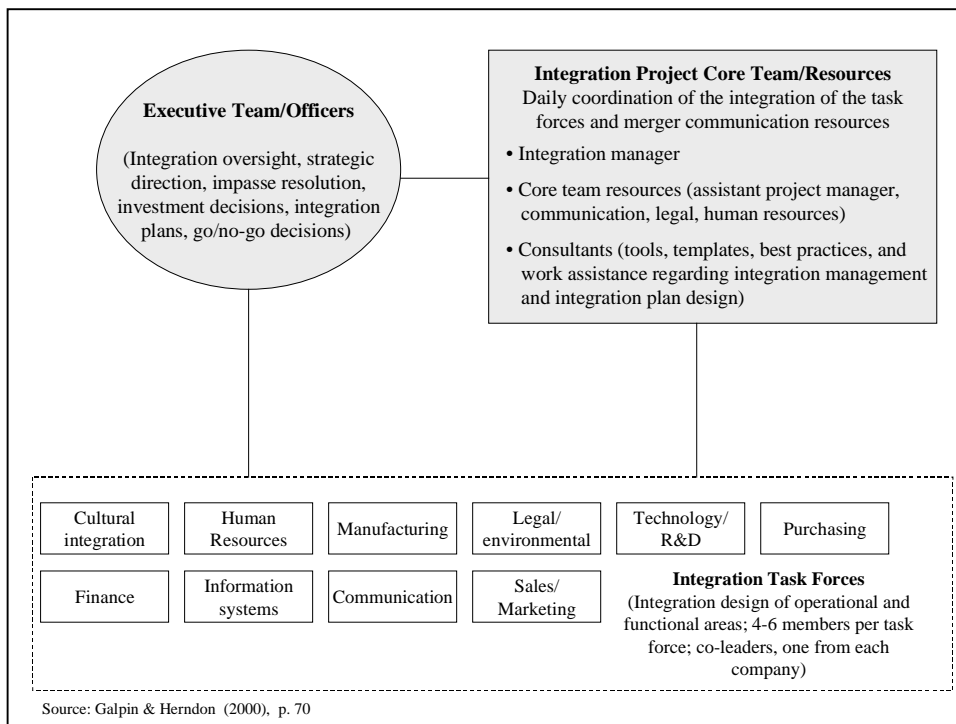 Executive Team/Officers
(Integration oversight, strategic
direction, impasse resolution,
investment decisions, integration
plans, go/no-go decisions)
Integration Project Core Team/Resources
Daily coordination of the integration of the task
forces and merger communication resources
• Integration manager
• Core team resources (assistant project manager,
communication, legal, human resources)
• Consultants (tools, templates, best practices, and
work assistance regarding integration management
and integration plan design)
Cultural
integration
Human
Resources
Manufacturing
Legal/
environmental
Technology/
R&D
Purchasing
Finance
Information
systems
Communication
Sales/
Marketing
Integration Task Forces
(Integration design of operational and
functional areas; 4-6 members per task
force; co-leaders, one from each
company)
Source: Galpin & Herndon (2000), p. 70